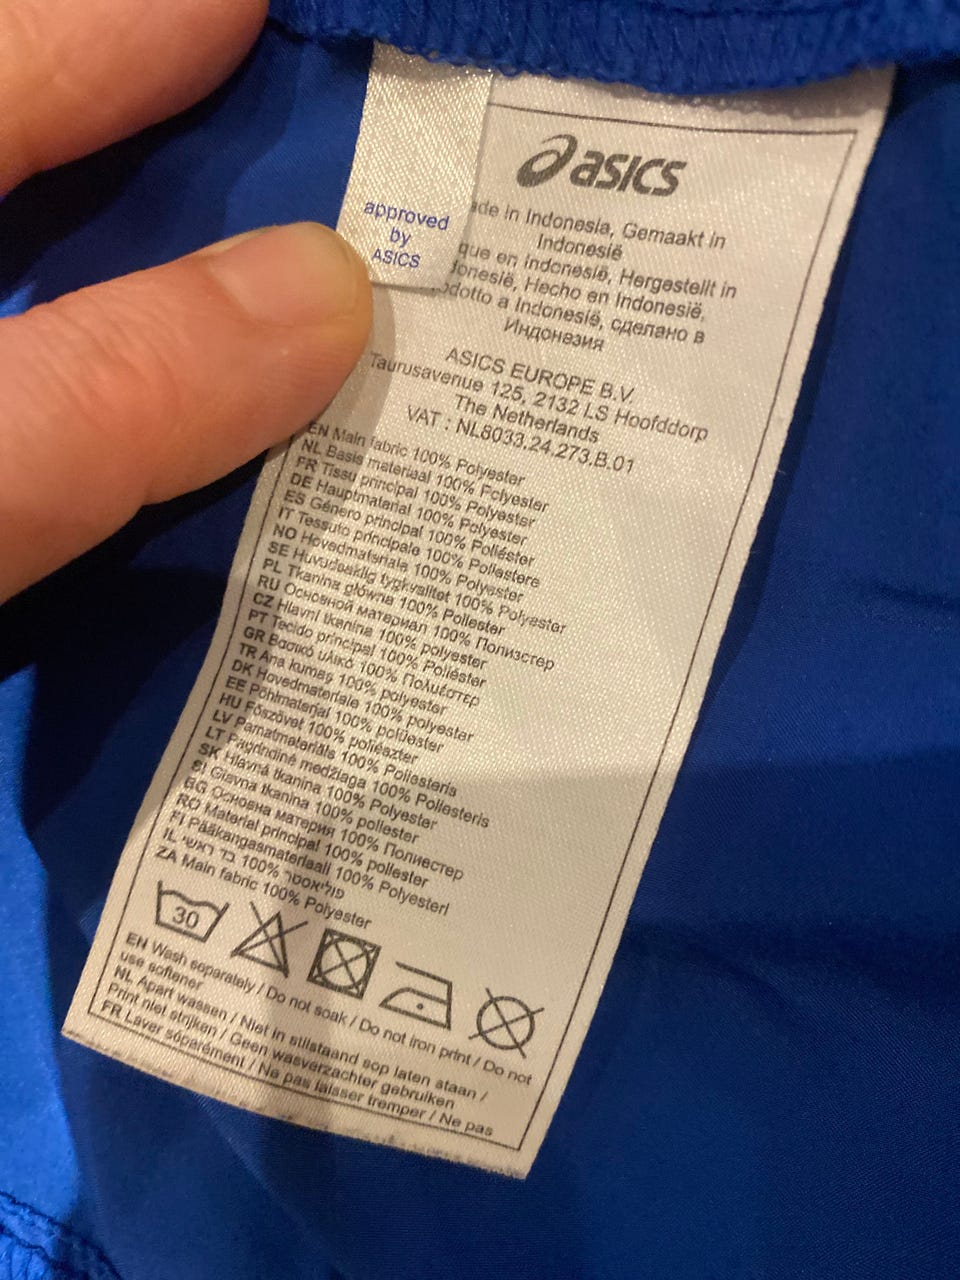 asics
approved
by
ASICS
ade in Indonesia, Gemaakt in
Indonesië
que en indonesië, Hergestellt in
donesië, Hecho en Indonesië,
odotto a Indonesië, сделано в
Индонезия
ASICS EUROPE B.V.
Taurusavenue 125, 2132 LS Hoofddorp
The Netherlands
VAT : NL8033.24.273.B.01
EN Main fabric 100% Polyester
NL Basis materiaal 100% Polyester
FR Tissu principal 100% Polyester
DE Hauptmaterial 100% Polyester
ES Género principal 100% Poliéster
IT Tessuto principale 100% Poliestere
NO Hovedmateriale 100% Polyester
SE Huvudsaklig tygkvalitet 100% Polyester
PL Tkanina główna 100% Poliester
RU Основной материал 100% Полиэстер
CZ Hlavní tkanina 100% polyester
PT Tecido principal 100% Poliéster
GR Βασικό υλικό 100% Πολυέστερ
TR Ana kumaş 100% polyester
DK Hovedmateriale 100% polyester
EE Põhimaterjal 100% polüester
HU Főszövet 100% poliészter
LV Pamatmateriāls 100% Poliesteris
LT Pagrindinė medžiaga 100% Poliesteris
SK Hlavná tkanina 100% Polyester
SI Glavna tkanina 100% poliester
BG Основна материя 100% Полиестер
RO Material principal 100% poliester
FI Pääkangasmateriaali 100% Polyesteri
IL בד ראשי 100% פוליאסטר
ZA Main fabric 100% Polyester
30
EN Wash separately / Do not soak / Do not iron print / Do not
use softener
NL Apart wassen / Niet in stilstaand sop laten staan /
Print niet strijken / Geen wasverzachter gebruiken
FR Laver séparément / Ne pas laisser tremper / Ne pas